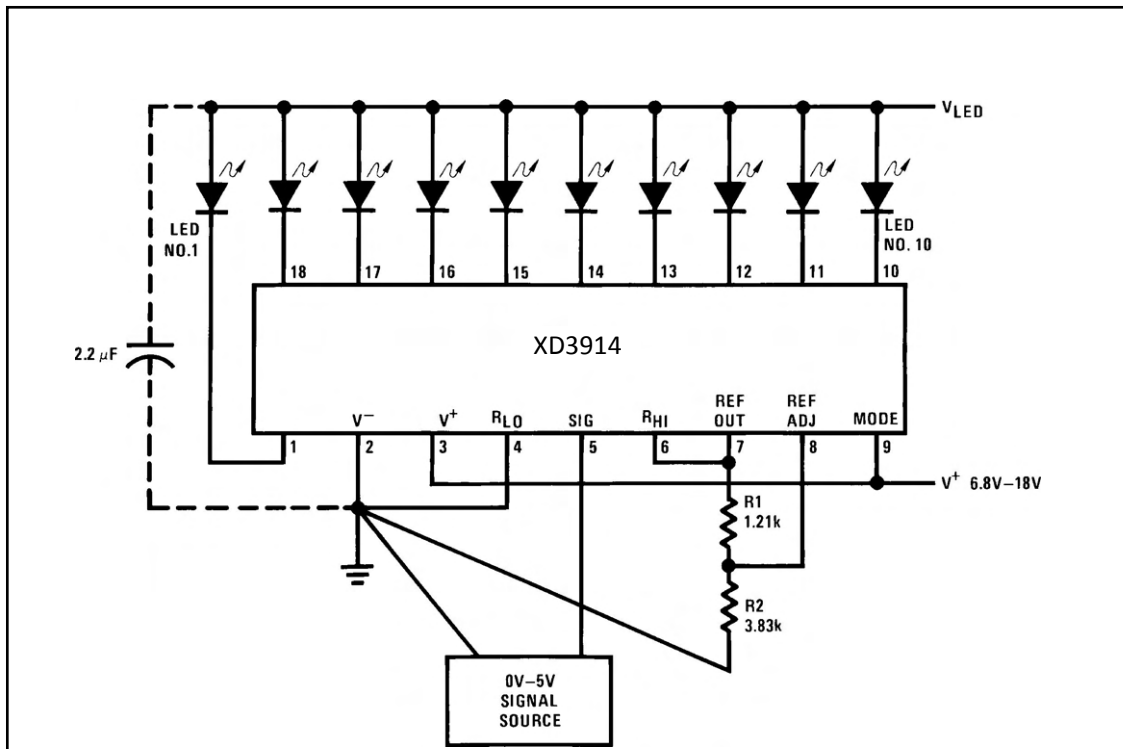 V LED
LED
NO.1
LED
NO. 10
18 17 16 15 14 13 12 11 10
2.2 µF
XD3914
V− V+ RLO SIG RHI REF OUT REF ADJ MODE
1 2 3 4 5 6 7 8 9
V+ 6.8V–18V
R1
1.21k
R2
3.83k
0V–5V
SIGNAL
SOURCE